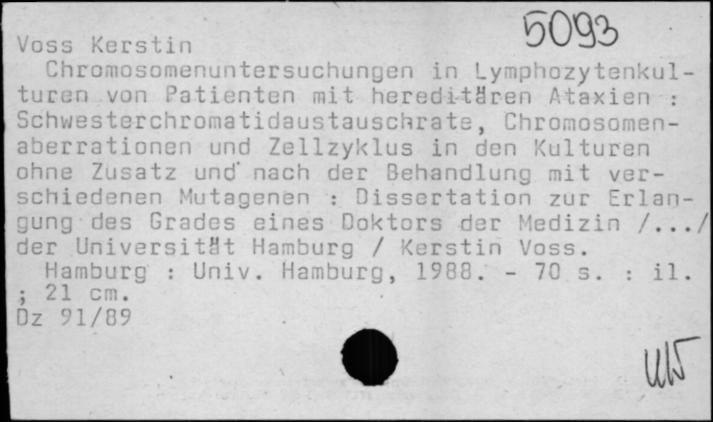 5093
Voss Kerstin
Chromosomenuntersuchungen in Lymphozytenkul-
turen von Patienten mit hereditären Ataxien :
Schwesterchromatidaustauschrate, Chromosomen-
aberrationen und Zellzyklus in den Kulturen
ohne Zusatz und nach der Behandlung mit ver-
schiedenen Mutagenen : Dissertation zur Erlan-
gung des Grades eines Doktors der Medizin /.../
der Universität Hamburg / Kerstin Voss.
Hamburg : Univ. Hamburg, 1988. - 70 s. : il.
; 21 cm.
Dz 91/89